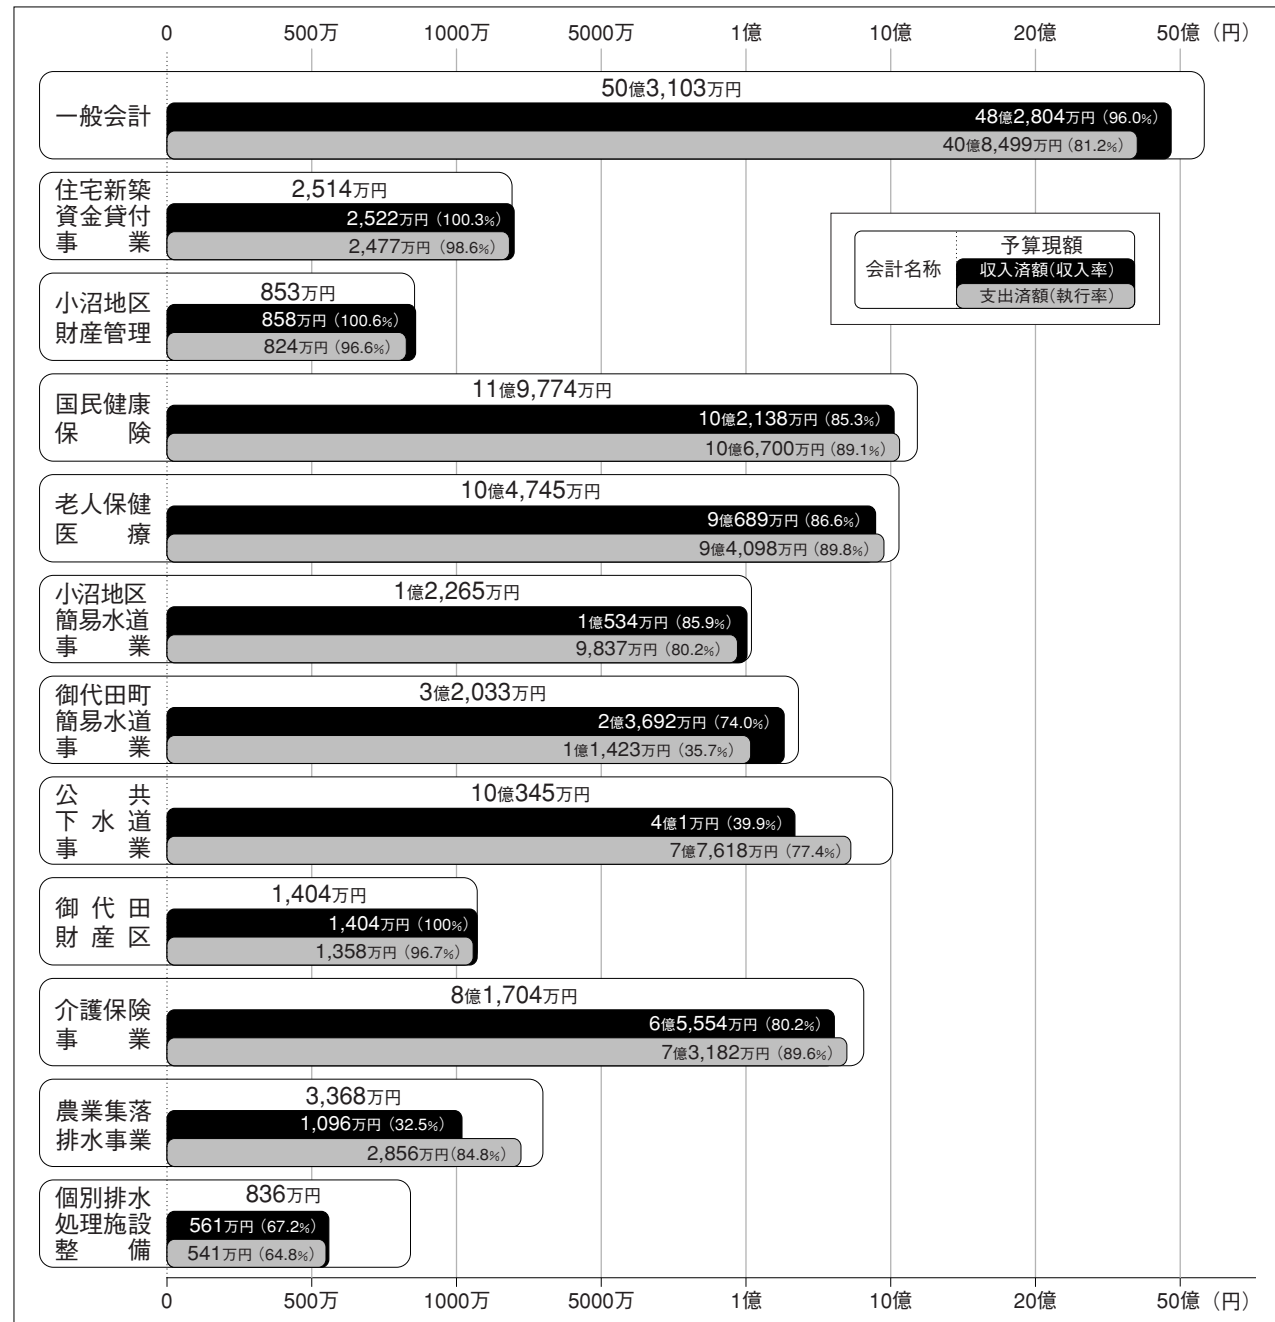 0 500万 1000万 5000万 1億 10億 20億 50億 (円)
一般会計
50億3,103万円
48億2,804万円(96.0%)
40億8,499万円(81.2%)
住宅新築
資金貸付
事業
2,514万円
2,522万円(100.3%)
2,477万円(98.6%)
会計名称
予算現額
収入済額(収入率)
支出済額(執行率)
小沼地区
財産管理
853万円
858万円(100.6%)
824万円(96.6%)
国民健康
保険
11億9,774万円
10億2,138万円(85.3%)
10億6,700万円(89.1%)
老人保健
医療
10億4,745万円
9億689万円(86.6%)
9億4,098万円(89.8%)
小沼地区
簡易水道
事業
1億2,265万円
1億534万円(85.9%)
9,837万円(80.2%)
御代田町
簡易水道
事業
3億2,033万円
2億3,692万円(74.0%)
1億1,423万円(35.7%)
公共
下水道
事業
10億345万円
4億1万円(39.9%)
7億7,618万円(77.4%)
御代田
財産区
1,404万円
1,404万円(100%)
1,358万円(96.7%)
介護保険
事業
8億1,704万円
6億5,554万円(80.2%)
7億3,182万円(89.6%)
農業集落
排水事業
3,368万円
1,096万円(32.5%)
2,856万円(84.8%)
個別排水
処理施設
整備
836万円
561万円(67.2%)
541万円(64.8%)
0 500万 1000万 5000万 1億 10億 20億 50億 (円)